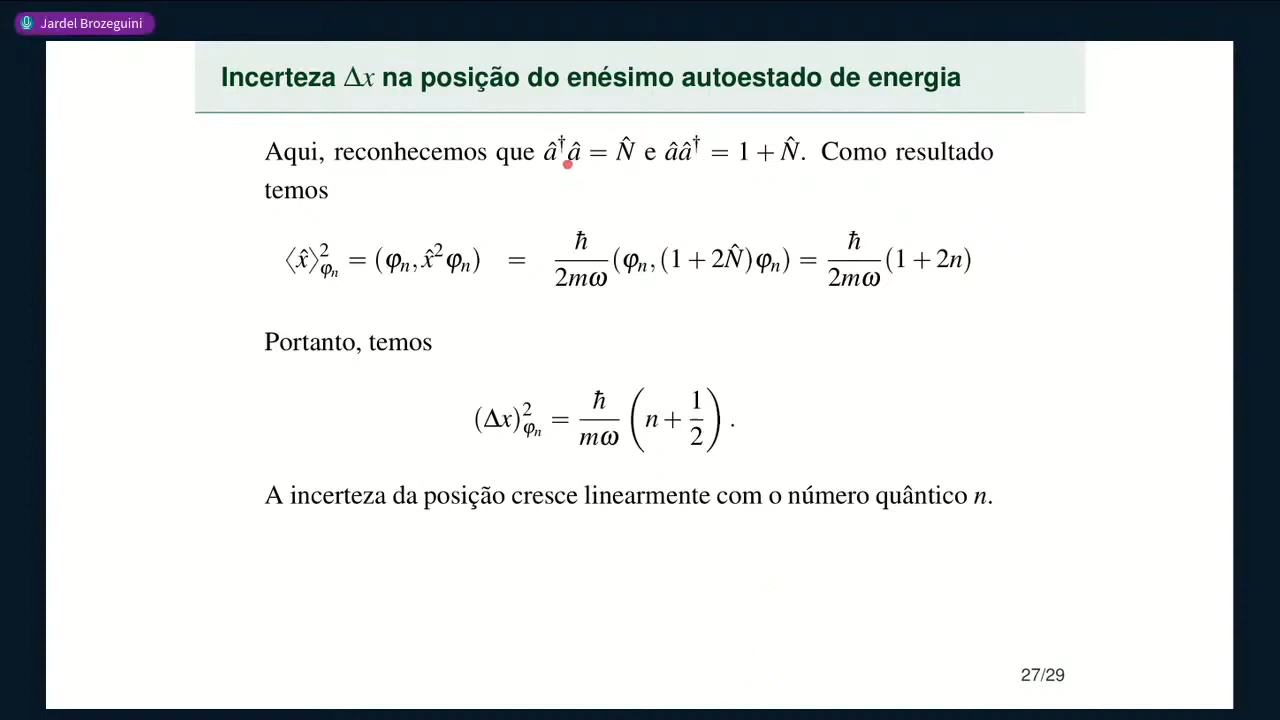 Jardel Brozeguini
Incerteza Δx na posição do enésimo autoestado de energia
Aqui, reconhecemos que â†â = N̂ e ââ† = 1 + N̂. Como resultado
temos
⟨x̂⟩²_φₙ = (φₙ, x̂²φₙ) = ħ/2mω (φₙ, (1 + 2N̂)φₙ) = ħ/2mω (1 + 2n)
Portanto, temos
(Δx)²_φₙ = ħ/mω (n + 1/2).
A incerteza da posição cresce linearmente com o número quântico n.
27/29